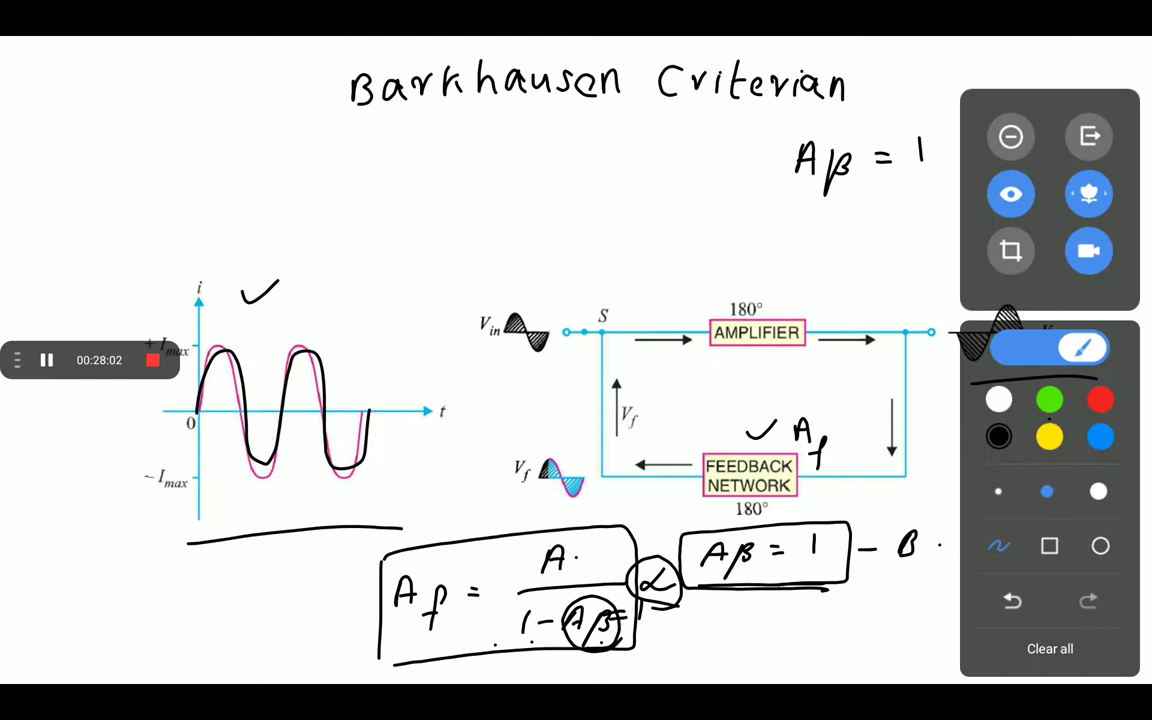 Barkhausen Criterian
Aβ = 1
i
+ Imax
00:28:02
0
t
− Imax
Vin
S
180°
AMPLIFIER
Vf
Af
Vf
FEEDBACK
NETWORK
180°
Af = A / 1 - Aβ = 1
∝
Aβ = 1 - B.
Clear all